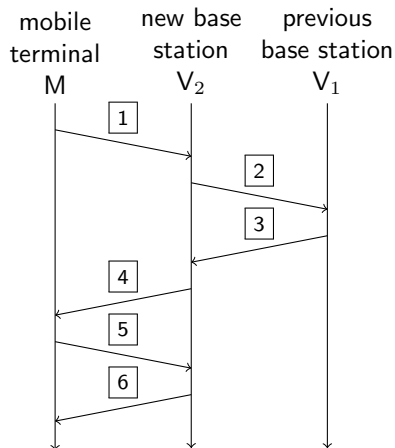 mobile
terminal
M
new base
station
V₂
previous
base station
V₁
1
2
3
4
5
6